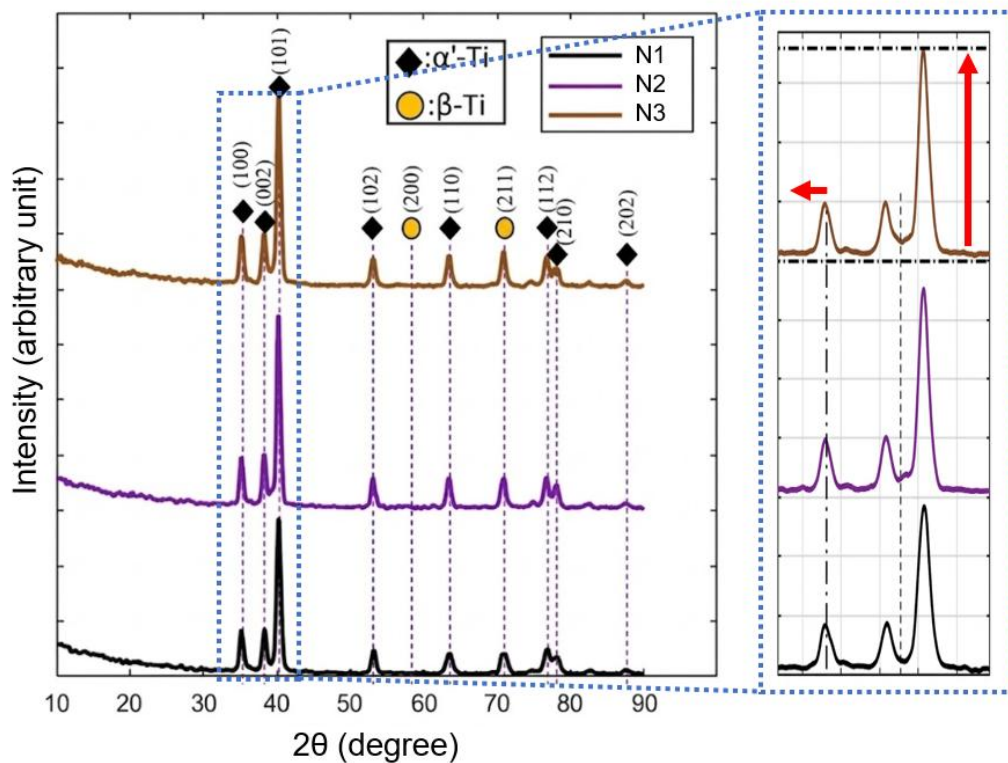 ◆:α'-Ti
●:β-Ti
N1
N2
N3
(100)
(002)
(101)
(102)
(200)
(110)
(211)
(112)
(210)
(202)
Intensity (arbitrary unit)
10 20 30 40 50 60 70 80 90
2θ (degree)